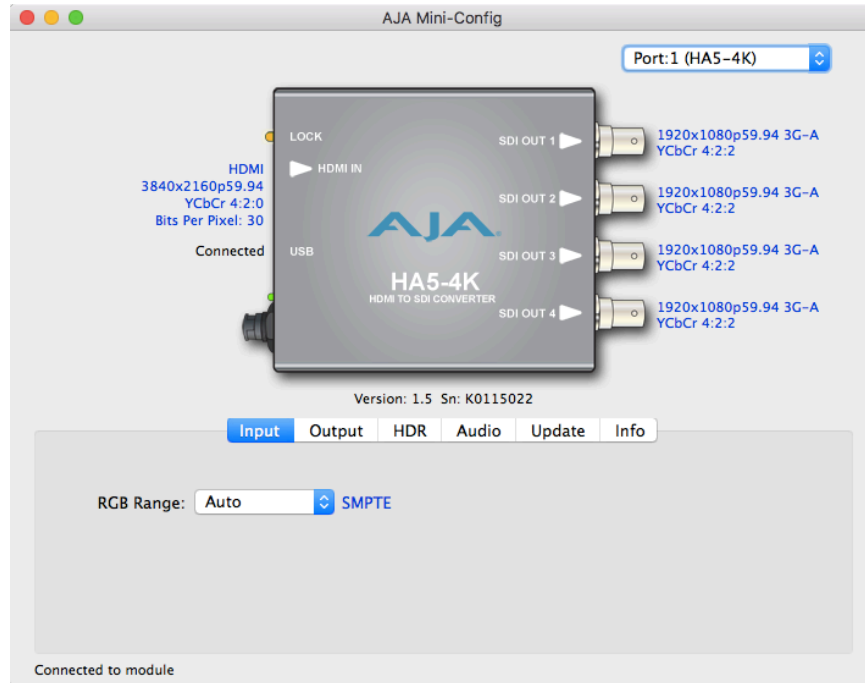 AJA Mini-Config
Port:1 (HA5-4K)
LOCK
HDMI IN
HDMI
3840x2160p59.94
YCbCr 4:2:0
Bits Per Pixel: 30
Connected
USB
AJA
HA5-4K
HDMI TO SDI CONVERTER
SDI OUT 1
SDI OUT 2
SDI OUT 3
SDI OUT 4
1920x1080p59.94 3G-A
YCbCr 4:2:2
1920x1080p59.94 3G-A
YCbCr 4:2:2
1920x1080p59.94 3G-A
YCbCr 4:2:2
1920x1080p59.94 3G-A
YCbCr 4:2:2
Version: 1.5 Sn: K0115022
Input Output HDR Audio Update Info
RGB Range: Auto SMPTE
Connected to module